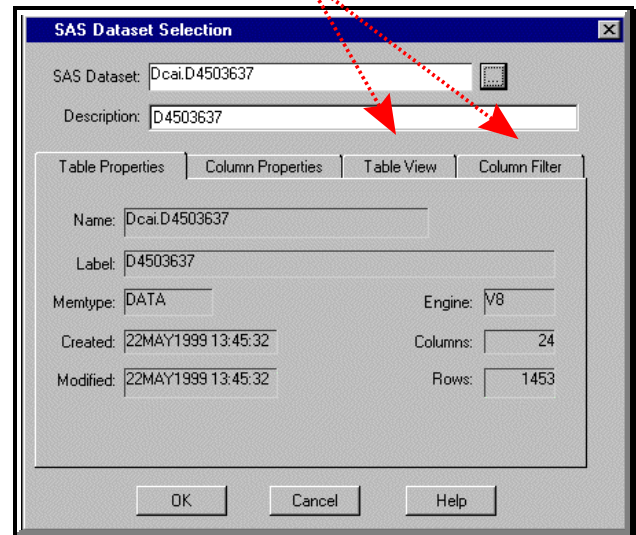 SAS Dataset Selection
SAS Dataset: Dcai.D4503637 ...
Description: D4503637
Table Properties Column Properties Table View Column Filter
Name: Dcai.D4503637
Label: D4503637
Memtype: DATA Engine: V8
Created: 22MAY1999 13:45:32 Columns: 24
Modified: 22MAY1999 13:45:32 Rows: 1453
OK Cancel Help